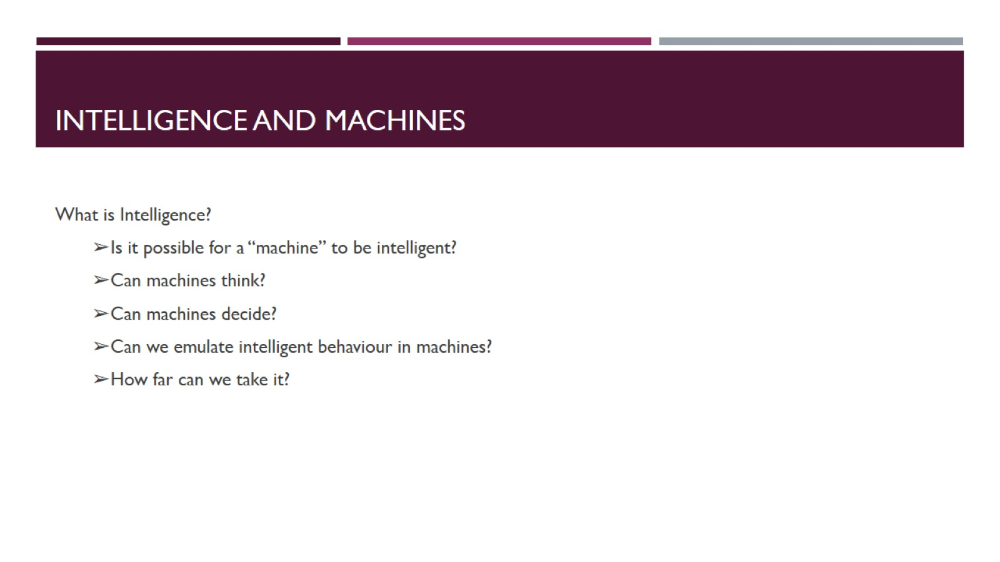 INTELLIGENCE AND MACHINES
What is Intelligence?
➢Is it possible for a “machine” to be intelligent?
➢Can machines think?
➢Can machines decide?
➢Can we emulate intelligent behaviour in machines?
➢How far can we take it?